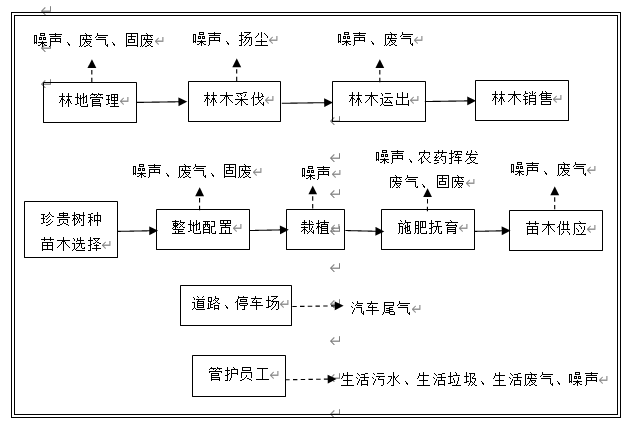 噪声、废气、固废
噪声、扬尘
噪声、废气
林地管理
林木采伐
林木运出
林木销售
噪声、废气、固废
噪声
噪声、农药挥发
废气、固废
噪声、废气
珍贵树种
苗木选择
整地配置
栽植
施肥抚育
苗木供应
道路、停车场
汽车尾气
管护员工
生活污水、生活垃圾、生活废气、噪声